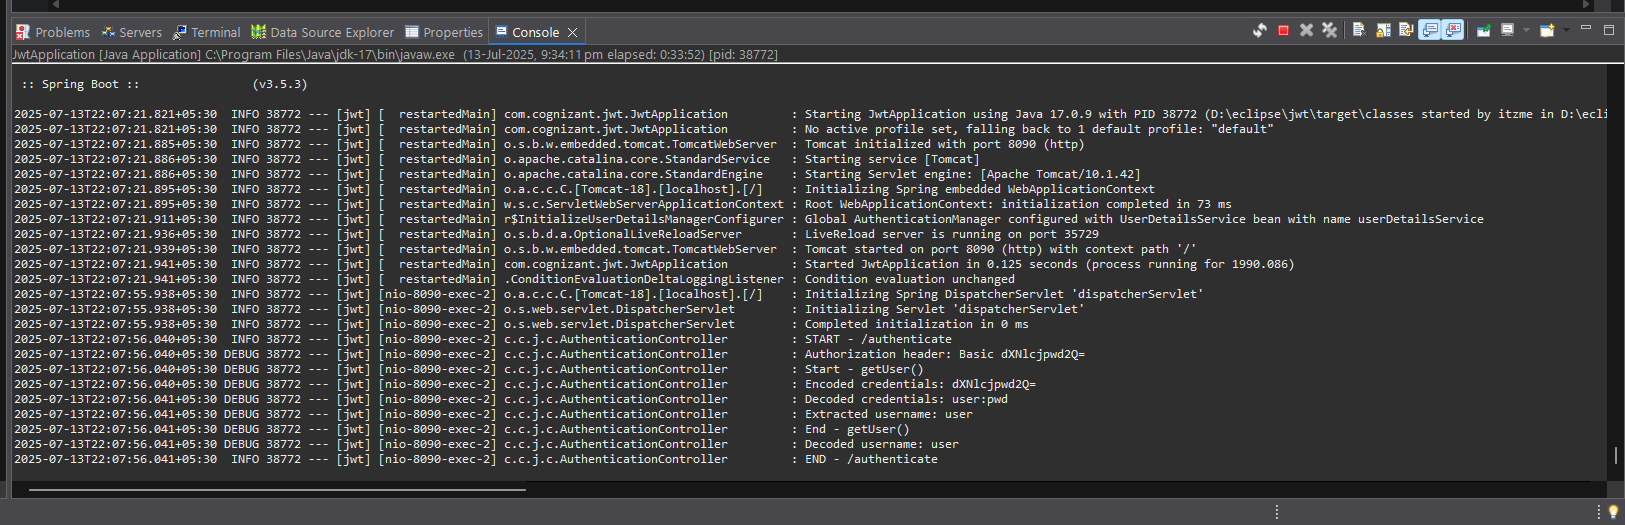 Problems Servers Terminal Data Source Explorer Properties Console
JwtApplication [Java Application] C:\Program Files\Java\jdk-17\bin\javaw.exe (13-Jul-2025, 9:34:11 pm elapsed: 0:33:52) [pid: 38772]
:: Spring Boot :: (v3.5.3)
2025-07-13T22:07:21.821+05:30 INFO 38772 --- [jwt] [ restartedMain] com.cognizant.jwt.JwtApplication : Starting JwtApplication using Java 17.0.9 with PID 38772 (D:\eclipse\jwt\target\classes started by itzme in D:\ecli
2025-07-13T22:07:21.821+05:30 INFO 38772 --- [jwt] [ restartedMain] com.cognizant.jwt.JwtApplication : No active profile set, falling back to 1 default profile: "default"
2025-07-13T22:07:21.885+05:30 INFO 38772 --- [jwt] [ restartedMain] o.s.b.w.embedded.tomcat.TomcatWebServer : Tomcat initialized with port 8090 (http)
2025-07-13T22:07:21.886+05:30 INFO 38772 --- [jwt] [ restartedMain] o.apache.catalina.core.StandardService : Starting service [Tomcat]
2025-07-13T22:07:21.886+05:30 INFO 38772 --- [jwt] [ restartedMain] o.apache.catalina.core.StandardEngine : Starting Servlet engine: [Apache Tomcat/10.1.42]
2025-07-13T22:07:21.895+05:30 INFO 38772 --- [jwt] [ restartedMain] o.a.c.c.C.[Tomcat-18].[localhost].[/] : Initializing Spring embedded WebApplicationContext
2025-07-13T22:07:21.895+05:30 INFO 38772 --- [jwt] [ restartedMain] w.s.c.ServletWebServerApplicationContext : Root WebApplicationContext: initialization completed in 73 ms
2025-07-13T22:07:21.911+05:30 INFO 38772 --- [jwt] [ restartedMain] r$InitializeUserDetailsManagerConfigurer : Global AuthenticationManager configured with UserDetailsService bean with name userDetailsService
2025-07-13T22:07:21.936+05:30 INFO 38772 --- [jwt] [ restartedMain] o.s.b.d.a.OptionalLiveReloadServer : LiveReload server is running on port 35729
2025-07-13T22:07:21.939+05:30 INFO 38772 --- [jwt] [ restartedMain] o.s.b.w.embedded.tomcat.TomcatWebServer : Tomcat started on port 8090 (http) with context path '/'
2025-07-13T22:07:21.941+05:30 INFO 38772 --- [jwt] [ restartedMain] com.cognizant.jwt.JwtApplication : Started JwtApplication in 0.125 seconds (process running for 1990.086)
2025-07-13T22:07:21.941+05:30 INFO 38772 --- [jwt] [ restartedMain] .ConditionEvaluationDeltaLoggingListener : Condition evaluation unchanged
2025-07-13T22:07:55.938+05:30 INFO 38772 --- [jwt] [nio-8090-exec-2] o.a.c.c.C.[Tomcat-18].[localhost].[/] : Initializing Spring DispatcherServlet 'dispatcherServlet'
2025-07-13T22:07:55.938+05:30 INFO 38772 --- [jwt] [nio-8090-exec-2] o.s.web.servlet.DispatcherServlet : Initializing Servlet 'dispatcherServlet'
2025-07-13T22:07:55.938+05:30 INFO 38772 --- [jwt] [nio-8090-exec-2] o.s.web.servlet.DispatcherServlet : Completed initialization in 0 ms
2025-07-13T22:07:56.040+05:30 INFO 38772 --- [jwt] [nio-8090-exec-2] c.c.j.c.AuthenticationController : START - /authenticate
2025-07-13T22:07:56.040+05:30 DEBUG 38772 --- [jwt] [nio-8090-exec-2] c.c.j.c.AuthenticationController : Authorization header: Basic dXNlcjpwd2Q=
2025-07-13T22:07:56.040+05:30 DEBUG 38772 --- [jwt] [nio-8090-exec-2] c.c.j.c.AuthenticationController : Start - getUser()
2025-07-13T22:07:56.040+05:30 DEBUG 38772 --- [jwt] [nio-8090-exec-2] c.c.j.c.AuthenticationController : Encoded credentials: dXNlcjpwd2Q=
2025-07-13T22:07:56.041+05:30 DEBUG 38772 --- [jwt] [nio-8090-exec-2] c.c.j.c.AuthenticationController : Decoded credentials: user:pwd
2025-07-13T22:07:56.041+05:30 DEBUG 38772 --- [jwt] [nio-8090-exec-2] c.c.j.c.AuthenticationController : Extracted username: user
2025-07-13T22:07:56.041+05:30 DEBUG 38772 --- [jwt] [nio-8090-exec-2] c.c.j.c.AuthenticationController : End - getUser()
2025-07-13T22:07:56.041+05:30 DEBUG 38772 --- [jwt] [nio-8090-exec-2] c.c.j.c.AuthenticationController : Decoded username: user
2025-07-13T22:07:56.041+05:30 INFO 38772 --- [jwt] [nio-8090-exec-2] c.c.j.c.AuthenticationController : END - /authenticate